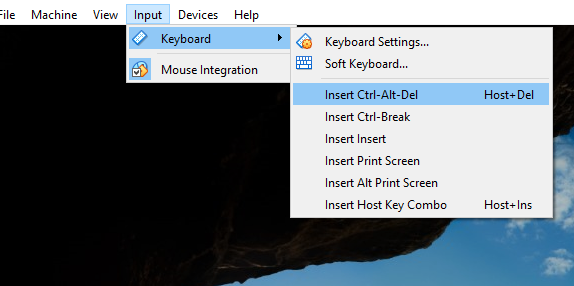 File Machine View Input Devices Help
Keyboard
Mouse Integration
Keyboard Settings...
Soft Keyboard...
Insert Ctrl-Alt-Del Host+Del
Insert Ctrl-Break
Insert Insert
Insert Print Screen
Insert Alt Print Screen
Insert Host Key Combo Host+Ins